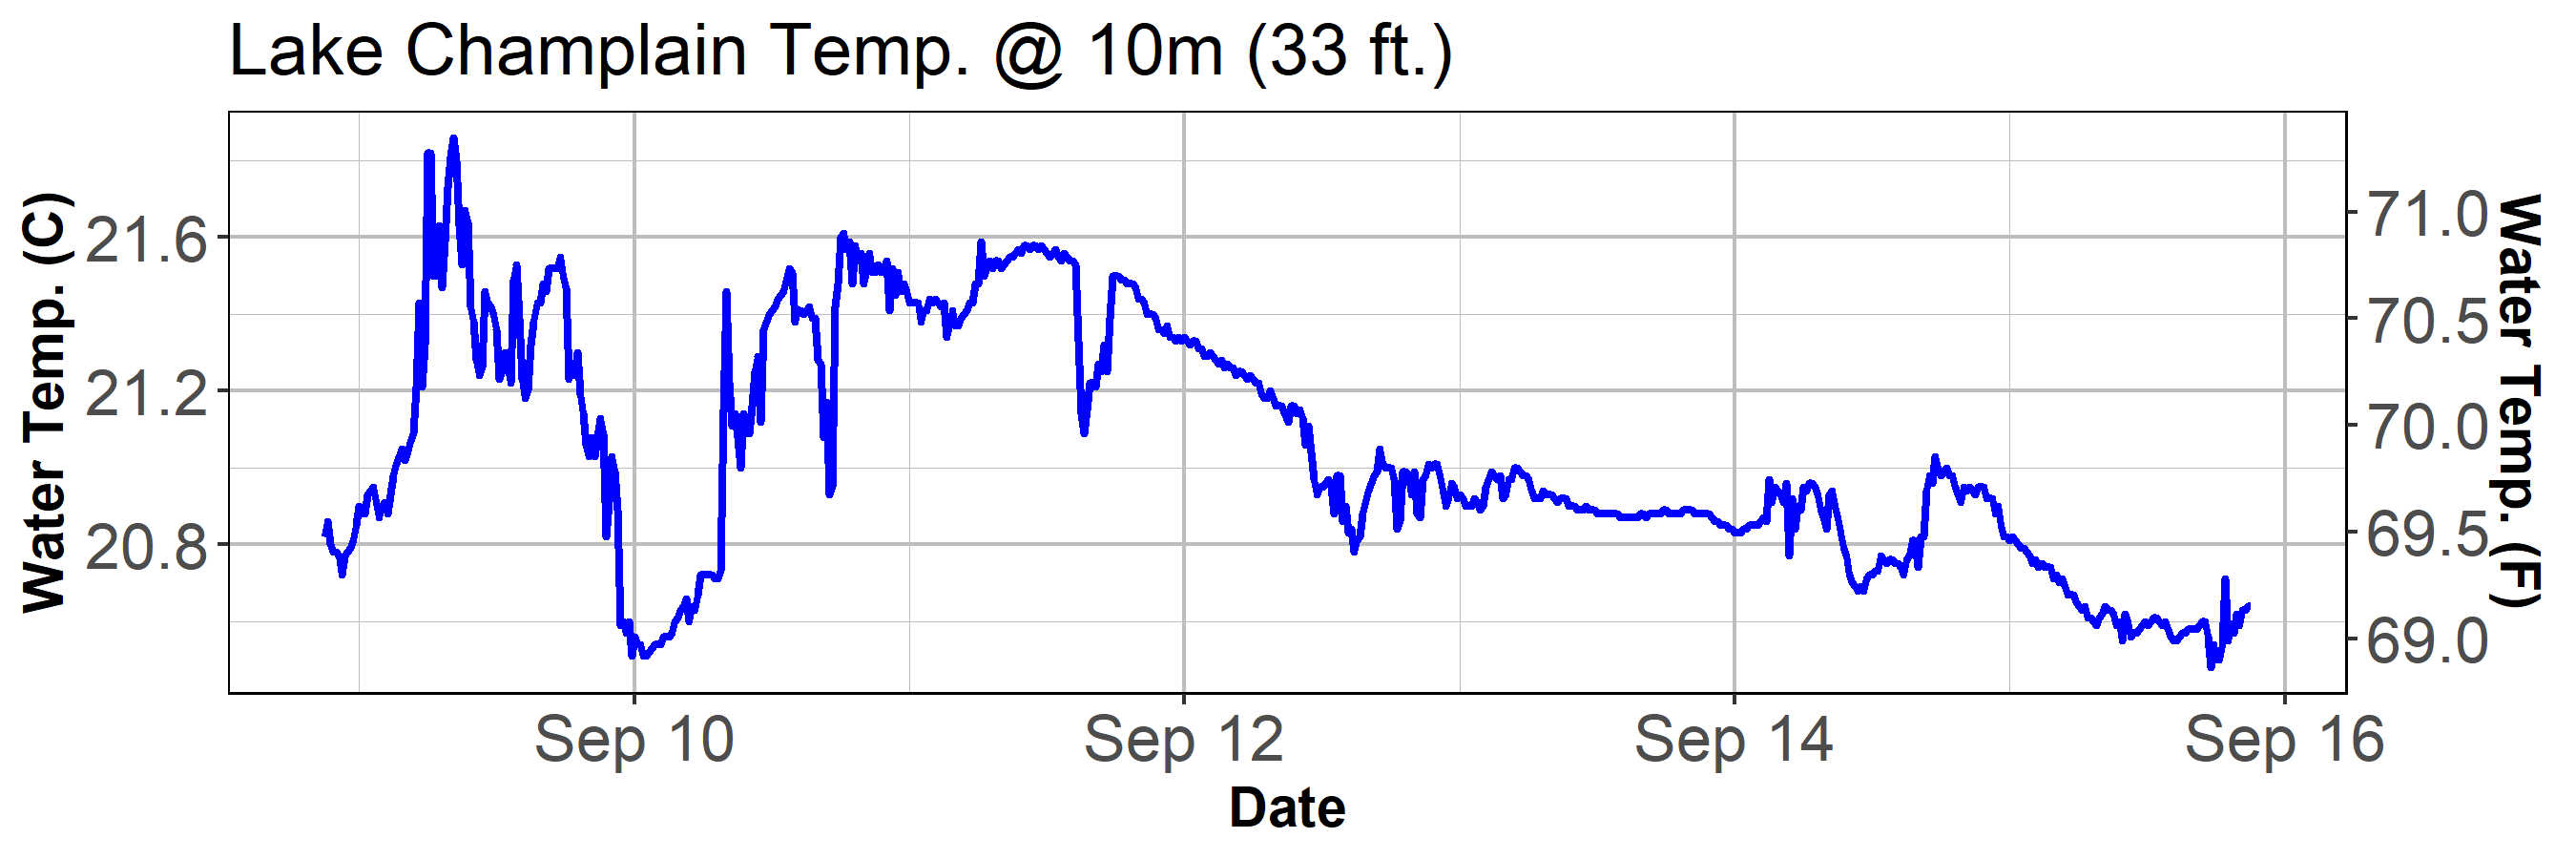 Lake Champlain Temp. @ 10m (33 ft.)
Water Temp. (C)
21.6
21.2
20.8
71.0
70.5
70.0
69.5
69.0
Water Temp. (F)
Sep 10
Sep 12
Sep 14
Sep 16
Date